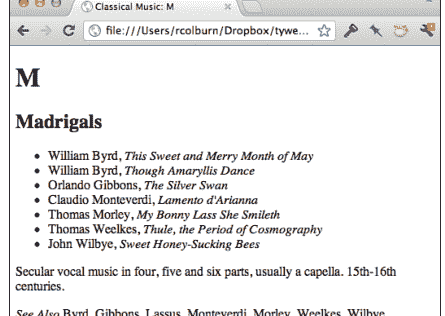 Classical Music: M
file:///Users/rcolburn/Dropbox/tywe...
M
Madrigals
• William Byrd, This Sweet and Merry Month of May
• William Byrd, Though Amaryllis Dance
• Orlando Gibbons, The Silver Swan
• Claudio Monteverdi, Lamento d'Arianna
• Thomas Morley, My Bonny Lass She Smileth
• Thomas Weelkes, Thule, the Period of Cosmography
• John Wilbye, Sweet Honey-Sucking Bees
Secular vocal music in four, five and six parts, usually a capella. 15th-16th
centuries.
See Also Byrd, Gibbons, Lassus, Monteverdi, Morley, Weelkes, Wilbye